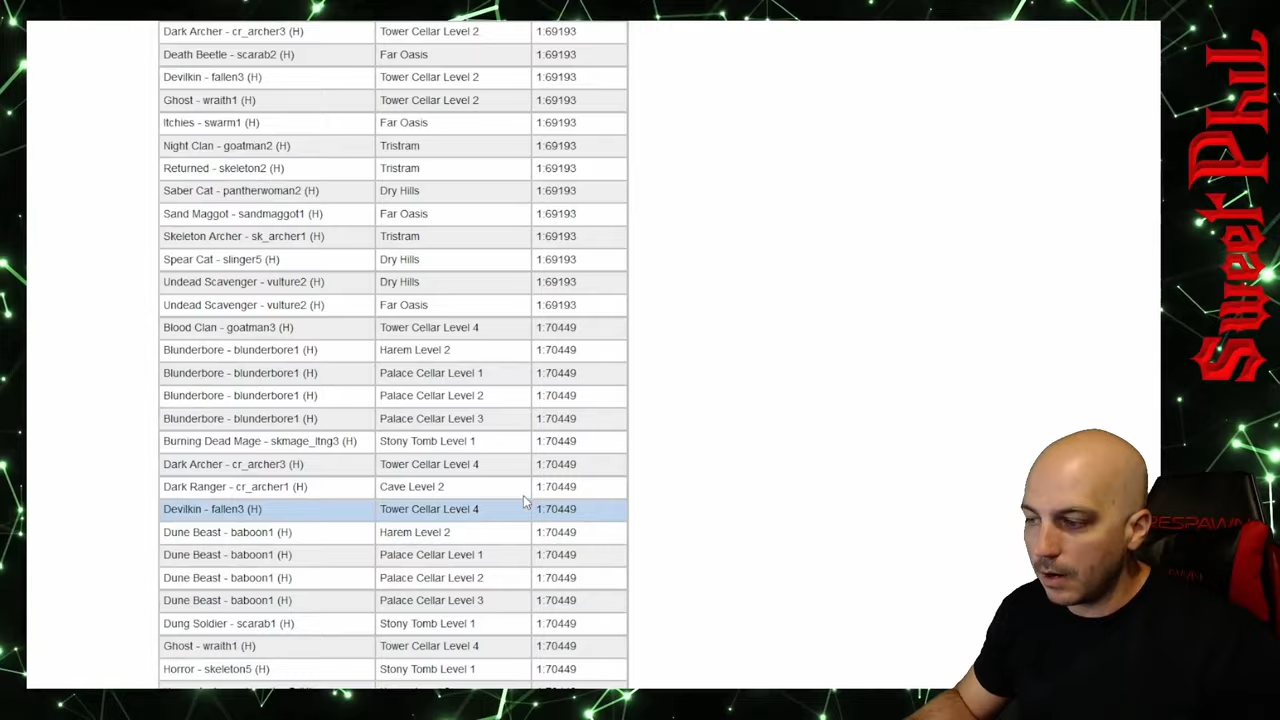 Dark Archer - cr_archer3 (H) Tower Cellar Level 2 1:69193
Death Beetle - scarab2 (H) Far Oasis 1:69193
Devilkin - fallen3 (H) Tower Cellar Level 2 1:69193
Ghost - wraith1 (H) Tower Cellar Level 2 1:69193
Itchies - swarm1 (H) Far Oasis 1:69193
Night Clan - goatman2 (H) Tristram 1:69193
Returned - skeleton2 (H) Tristram 1:69193
Saber Cat - pantherwoman2 (H) Dry Hills 1:69193
Sand Maggot - sandmaggot1 (H) Far Oasis 1:69193
Skeleton Archer - sk_archer1 (H) Tristram 1:69193
Spear Cat - slinger5 (H) Dry Hills 1:69193
Undead Scavenger - vulture2 (H) Dry Hills 1:69193
Undead Scavenger - vulture2 (H) Far Oasis 1:69193
Blood Clan - goatman3 (H) Tower Cellar Level 4 1:70449
Blunderbore - blunderbore1 (H) Harem Level 2 1:70449
Blunderbore - blunderbore1 (H) Palace Cellar Level 1 1:70449
Blunderbore - blunderbore1 (H) Palace Cellar Level 2 1:70449
Blunderbore - blunderbore1 (H) Palace Cellar Level 3 1:70449
Burning Dead Mage - skmage_ltng3 (H) Stony Tomb Level 1 1:70449
Dark Archer - cr_archer3 (H) Tower Cellar Level 4 1:70449
Dark Ranger - cr_archer1 (H) Cave Level 2 1:70449
Devilkin - fallen3 (H) Tower Cellar Level 4 1:70449
Dune Beast - baboon1 (H) Harem Level 2 1:70449
Dune Beast - baboon1 (H) Palace Cellar Level 1 1:70449
Dune Beast - baboon1 (H) Palace Cellar Level 2 1:70449
Dune Beast - baboon1 (H) Palace Cellar Level 3 1:70449
Dung Soldier - scarab1 (H) Stony Tomb Level 1 1:70449
Ghost - wraith1 (H) Tower Cellar Level 4 1:70449
Horror - skeleton5 (H) Stony Tomb Level 1 1:70449
SweetPhil
RESPAWN